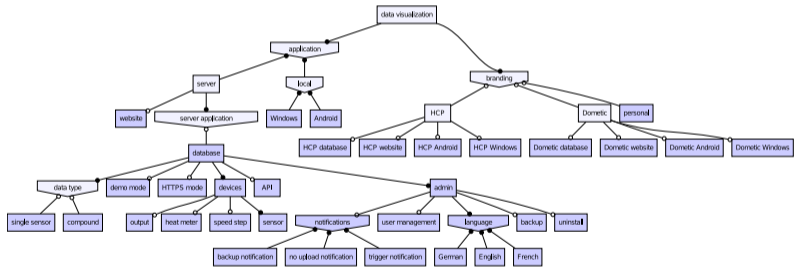 data visualization
application
branding
server
local
HCP
Dometic
personal
website
server application
Windows
Android
HCP database
HCP website
HCP Android
HCP Windows
Dometic database
Dometic website
Dometic Android
Dometic Windows
database
data type
demo mode
HTTPS mode
devices
API
admin
single sensor
compound
output
heat meter
speed step
sensor
notifications
user management
language
backup
uninstall
backup notification
no upload notification
trigger notification
German
English
French